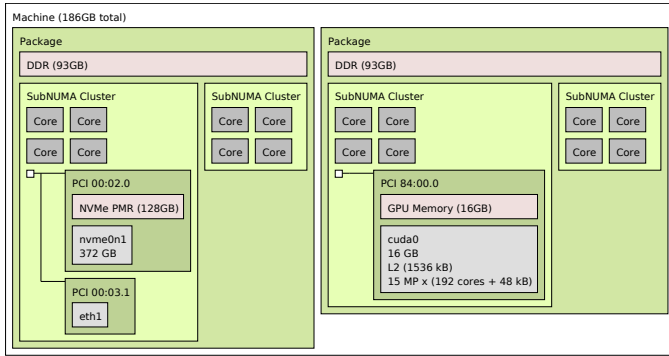 Machine (186GB total)
Package
DDR (93GB)
SubNUMA Cluster
Core Core
Core Core
PCI 00:02.0
NVMe PMR (128GB)
nvme0n1
372 GB
PCI 00:03.1
eth1
SubNUMA Cluster
Core Core
Core Core
Package
DDR (93GB)
SubNUMA Cluster
Core Core
Core Core
PCI 84:00.0
GPU Memory (16GB)
cuda0
16 GB
L2 (1536 kB)
15 MP x (192 cores + 48 kB)
SubNUMA Cluster
Core Core
Core Core